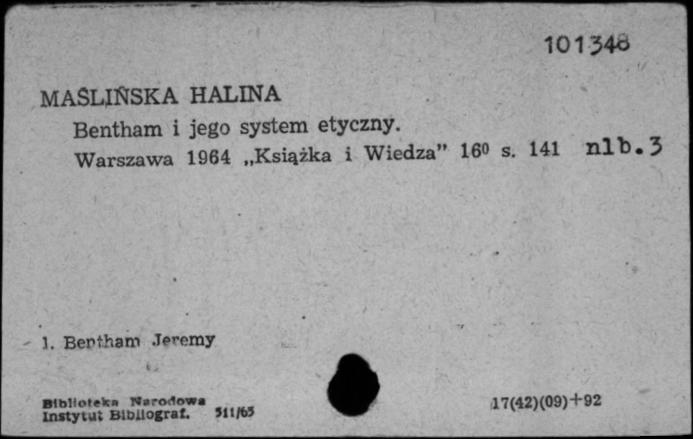 101348
MAŚLIŃSKA HALINA
Bentham i jego system etyczny.
Warszawa 1964 „Książka i Wiedza” 16⁰ s. 141 nlb. 3
1. Bentham Jeremy
Biblioteka Narodowa
Instytut Bibliograf. 311/65
17(42)(09)+92